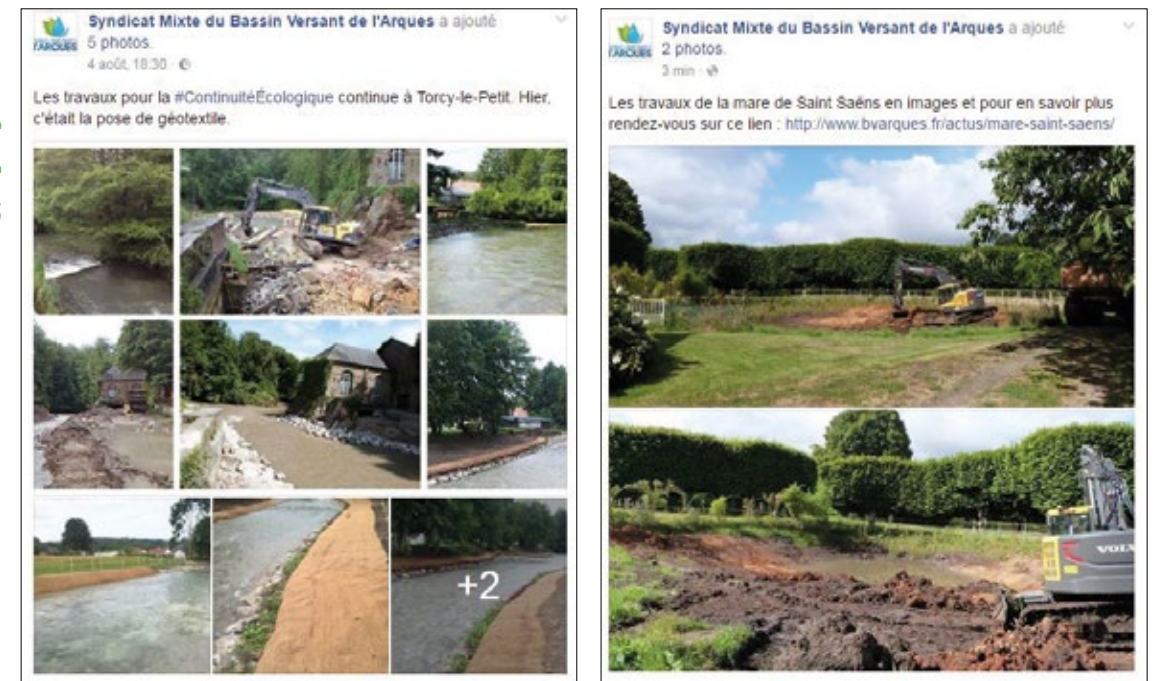 Syndicat Mixte du Bassin Versant de l'Arques a ajouté
5 photos.
4 août, 18:30
Les travaux pour la #ContinuitéÉcologique continue à Torcy-le-Petit. Hier,
c'était la pose de géotextile.
+2
Syndicat Mixte du Bassin Versant de l'Arques a ajouté
2 photos.
3 min
Les travaux de la mare de Saint Saëns en images et pour en savoir plus
rendez-vous sur ce lien : http://www.bvarques.fr/actus/mare-saint-saens/